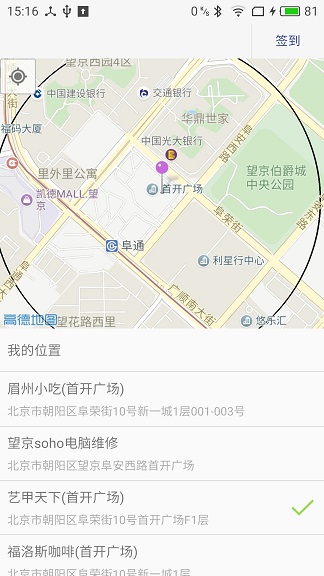 15:16
0 K/s
81
签到
望京西园4区
中国建设银行
交通银行
华鼎世家
福码大厦
中国光大银行
阜安西路
里外里公寓
望京伯爵城
中央公园
凯德MALL.望
京
首开广场
阜荣街
阜通
利星行中心
广顺南大街
高德地图
望花路西里
悠乐汇
我的位置
眉州小吃(首开广场)
北京市朝阳区阜荣街10号新一城1层001-003号
望京soho电脑维修
北京市朝阳区望京阜安西路首开广场
艺甲天下(首开广场)
北京市朝阳区阜荣街10号首开广场F1层
福洛斯咖啡(首开广场)
北京市朝阳区阜荣街10号新一城1层